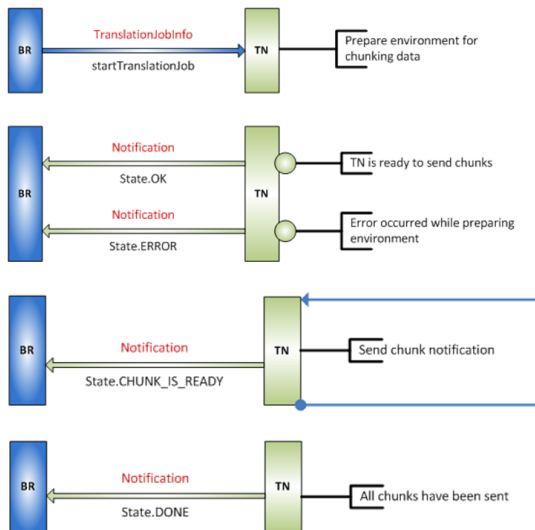 BR
TranslationJobInfo
startTranslationJob
TN
Prepare environment for
chunking data
BR
Notification
State.OK
Notification
State.ERROR
TN
TN is ready to send chunks
Error occurred while preparing
environment
BR
Notification
State.CHUNK_IS_READY
TN
Send chunk notification
BR
Notification
State.DONE
TN
All chunks have been sent